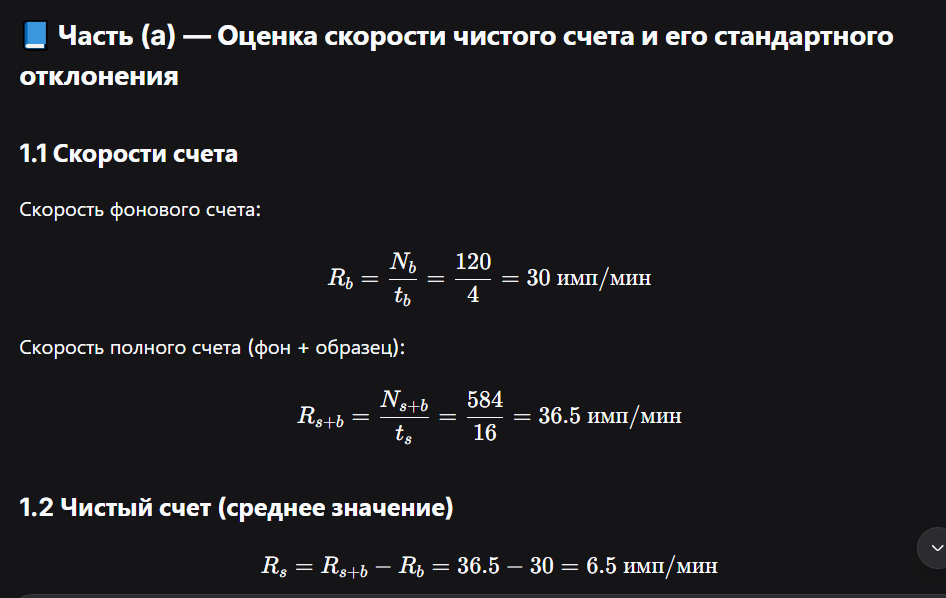 📘 Часть (a) — Оценка скорости чистого счета и его стандартного
отклонения
1.1 Скорости счета
Скорость фонового счета:
R_b = N_b / t_b = 120 / 4 = 30 имп/мин
Скорость полного счета (фон + образец):
R_{s+b} = N_{s+b} / t_s = 584 / 16 = 36.5 имп/мин
1.2 Чистый счет (среднее значение)
R_s = R_{s+b} − R_b = 36.5 − 30 = 6.5 имп/мин